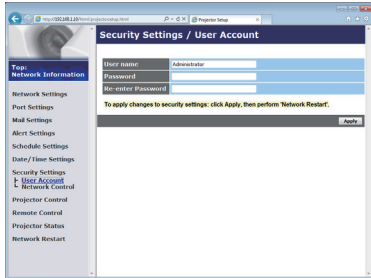 http://192.168.1.10/html/projectorsetup.html
Projector Setup
Security Settings / User Account
Top:
Network Information
Network Settings
Port Settings
Mail Settings
Alert Settings
Schedule Settings
Date/Time Settings
Security Settings
User Account
Network Control
Projector Control
Remote Control
Projector Status
Network Restart
User name
Administrator
Password
Re-enter Password
To apply changes to security settings: click Apply, then perform 'Network Restart'.
Apply